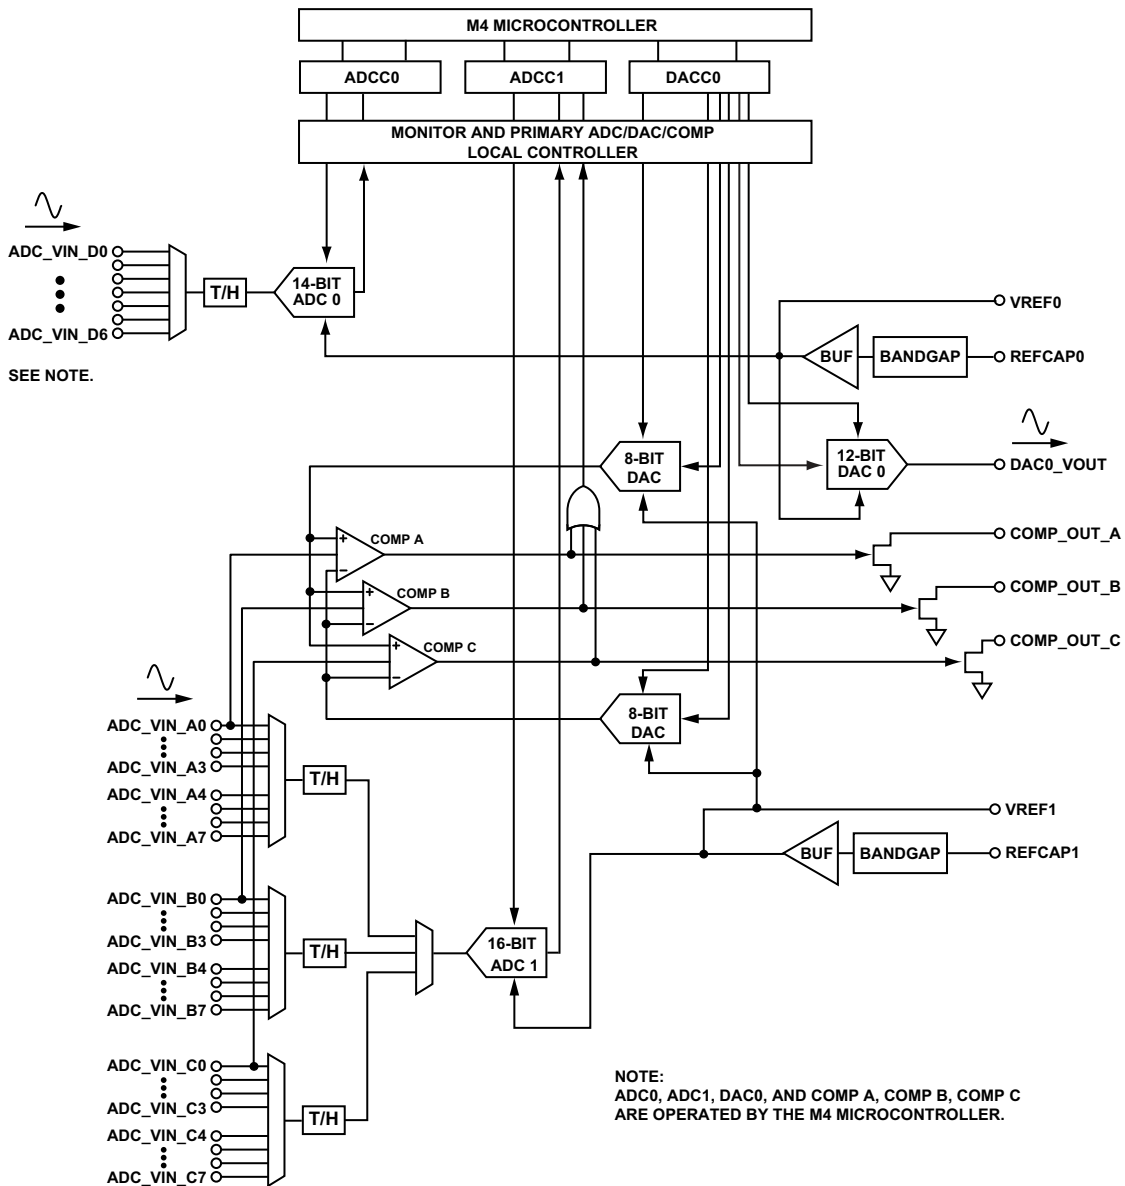 M4 MICROCONTROLLER
ADCC0
ADCC1
DACC0
MONITOR AND PRIMARY ADC/DAC/COMP
LOCAL CONTROLLER
ADC_VIN_D0
ADC_VIN_D6
SEE NOTE.
T/H
14-BIT
ADC 0
VREF0
BUF
BANDGAP
REFCAP0
8-BIT
DAC
12-BIT
DAC 0
DAC0_VOUT
+
COMP A
–
COMP_OUT_A
+
COMP B
–
COMP_OUT_B
+
COMP C
–
COMP_OUT_C
8-BIT
DAC
ADC_VIN_A0
ADC_VIN_A3
ADC_VIN_A4
ADC_VIN_A7
T/H
VREF1
BUF
BANDGAP
REFCAP1
ADC_VIN_B0
ADC_VIN_B3
ADC_VIN_B4
ADC_VIN_B7
T/H
16-BIT
ADC 1
ADC_VIN_C0
ADC_VIN_C3
ADC_VIN_C4
ADC_VIN_C7
T/H
NOTE:
ADC0, ADC1, DAC0, AND COMP A, COMP B, COMP C
ARE OPERATED BY THE M4 MICROCONTROLLER.